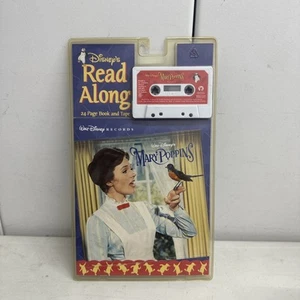 Disney's
Read
Along
24 Page Book and Tape
Mary Poppins
Walt Disney RECORDS
Walt Disney's
Mary Poppins